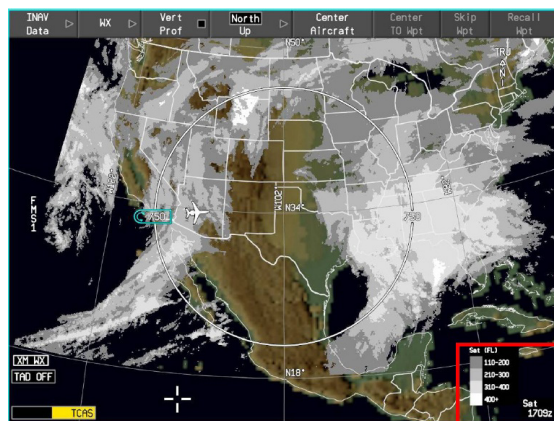 INAV Data
WX
Vert Prof
North Up
Center Aircraft
Center TO Wpt
Skip Wpt
Recall Wpt
N50°
N34°
W102°
N18°
FMS1
XM WX
TAD OFF
TCAS
Sat (FL)
110-200
210-300
310-400
400+
Sat
1709z